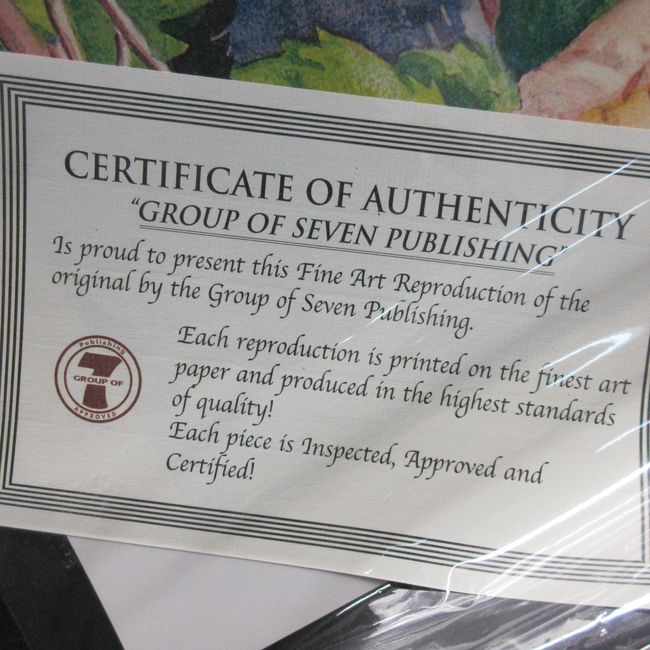 CERTIFICATE OF AUTHENTICITY
"GROUP OF SEVEN PUBLISHING"
Is proud to present this Fine Art Reproduction of the
original by the Group of Seven Publishing.
Each reproduction is printed on the finest art
paper and produced in the highest standards
of quality!
Each piece is Inspected, Approved and
Certified!
Publishing
7
GROUP OF
APPROVED